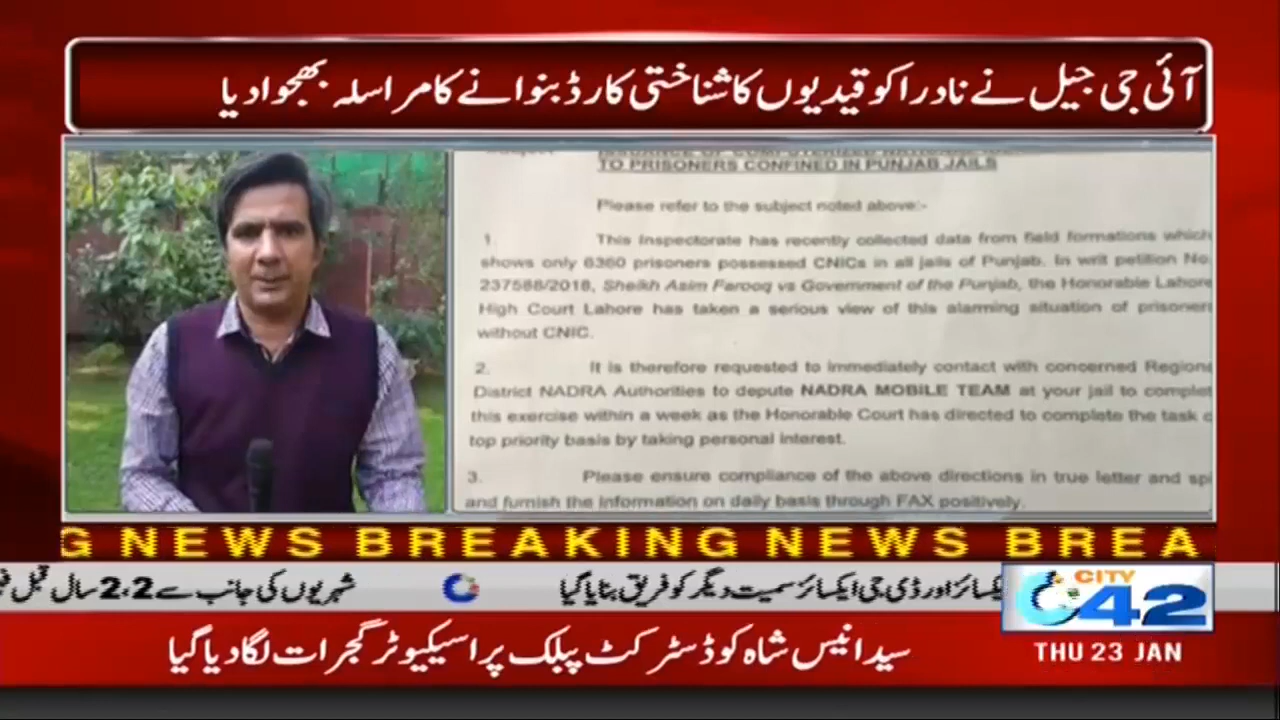 آئی جی جیل نے نادرا کو قیدیوں کا شناختی کارڈ بنوانے کا مراسلہ بھجوا دیا
TO PRISONERS CONFINED IN PUNJAB JAILS
Please refer to the subject noted above:-
1. This Inspectorate has recently collected data from field formations which
shows only 6360 prisoners possessed CNICs in all jails of Punjab. In writ petition No.
237588/2018, Sheikh Asim Farooq vs Government of the Punjab, the Honorable Lahore
High Court Lahore has taken a serious view of this alarming situation of prisoners
without CNIC.
2. It is therefore requested to immediately contact with concerned Regiona
District NADRA Authorities to depute NADRA MOBILE TEAM at your jail to complet
this exercise within a week as the Honorable Court has directed to complete the task o
top priority basis by taking personal interest.
3. Please ensure compliance of the above directions in true letter and spi
and furnish the information on daily basis through FAX positively.
G NEWS BREAKING NEWS BREA
یکسائز اور ڈی جی ایکسائز سمیت دیگر کو فریق بنایا گیا
شہریوں کی جانب سے 2،2 سال قبل
CITY
42
سید انیس شاہ کو ڈسٹرکٹ پبلک پراسیکیوٹر گجرات لگا دیا گیا
THU 23 JAN